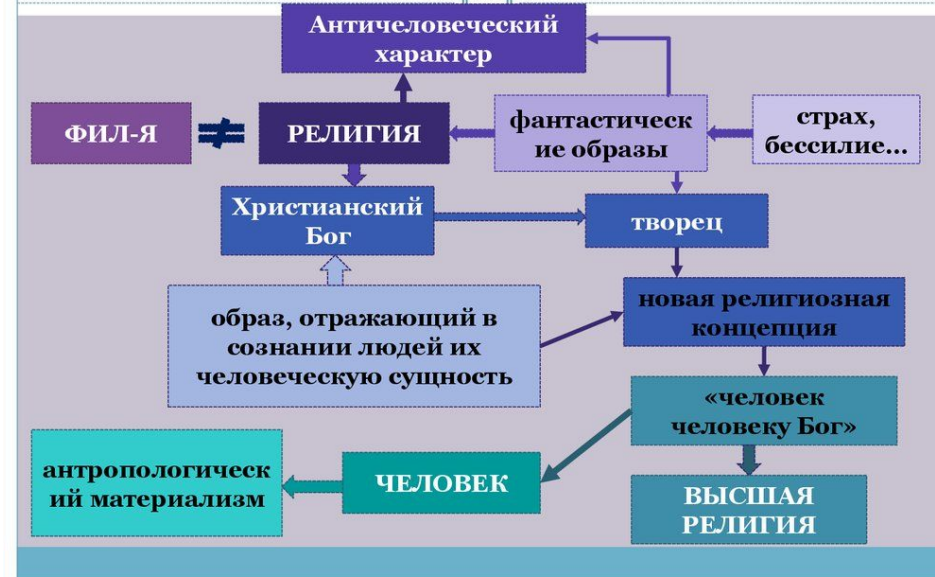 Античеловеческий
характер
ФИЛ-Я
≠
РЕЛИГИЯ
фантастическ
ие образы
страх,
бессилие...
Христианский
Бог
творец
образ, отражающий в
сознании людей их
человеческую сущность
новая религиозная
концепция
«человек
человеку Бог»
антропологическ
ий материализм
ЧЕЛОВЕК
ВЫСШАЯ
РЕЛИГИЯ